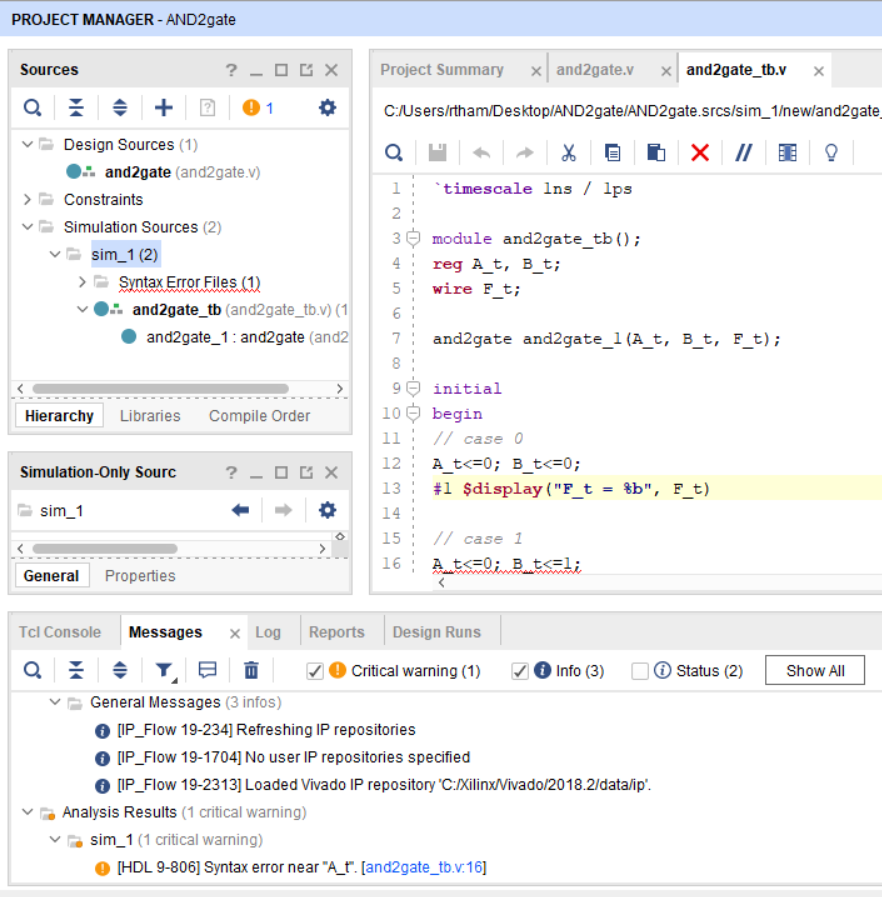 PROJECT MANAGER - AND2gate
Sources
? _
1
Design Sources (1)
and2gate (and2gate.v)
Constraints
Simulation Sources (2)
sim_1 (2)
Syntax Error Files (1)
and2gate_tb (and2gate_tb.v) (1
and2gate_1 : and2gate (and2
Hierarchy Libraries Compile Order
Simulation-Only Sourc ? _
sim_1
General Properties
Project Summary × and2gate.v × and2gate_tb.v ×
C:/Users/rtham/Desktop/AND2gate/AND2gate.srcs/sim_1/new/and2gate_
1 `timescale 1ns / 1ps
2
3 module and2gate_tb();
4 reg A_t, B_t;
5 wire F_t;
6
7 and2gate and2gate_1(A_t, B_t, F_t);
8
9 initial
10 begin
11 // case 0
12 A_t<=0; B_t<=0;
13 #1 $display("F_t = %b", F_t)
14
15 // case 1
16 A_t<=0; B_t<=1;
Tcl Console Messages × Log Reports Design Runs
Critical warning (1) Info (3) Status (2) Show All
General Messages (3 infos)
[IP_Flow 19-234] Refreshing IP repositories
[IP_Flow 19-1704] No user IP repositories specified
[IP_Flow 19-2313] Loaded Vivado IP repository 'C:/Xilinx/Vivado/2018.2/data/ip'.
Analysis Results (1 critical warning)
sim_1 (1 critical warning)
[HDL 9-806] Syntax error near "A_t". [and2gate_tb.v:16]